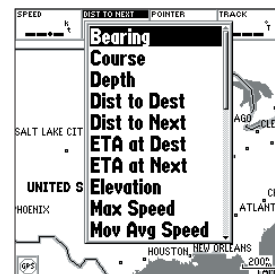 SPEED DIST TO NEXT POINTER TRACK
Bearing
Course
Depth
Dist to Dest
Dist to Next
ETA at Dest
ETA at Next
Elevation
Max Speed
Mov Avg Speed
AGO CLE
SALT LAKE CIT
UNITED S
HOENIX
ATLANT
HOUSTON NEW ORLEANS
GPS
200